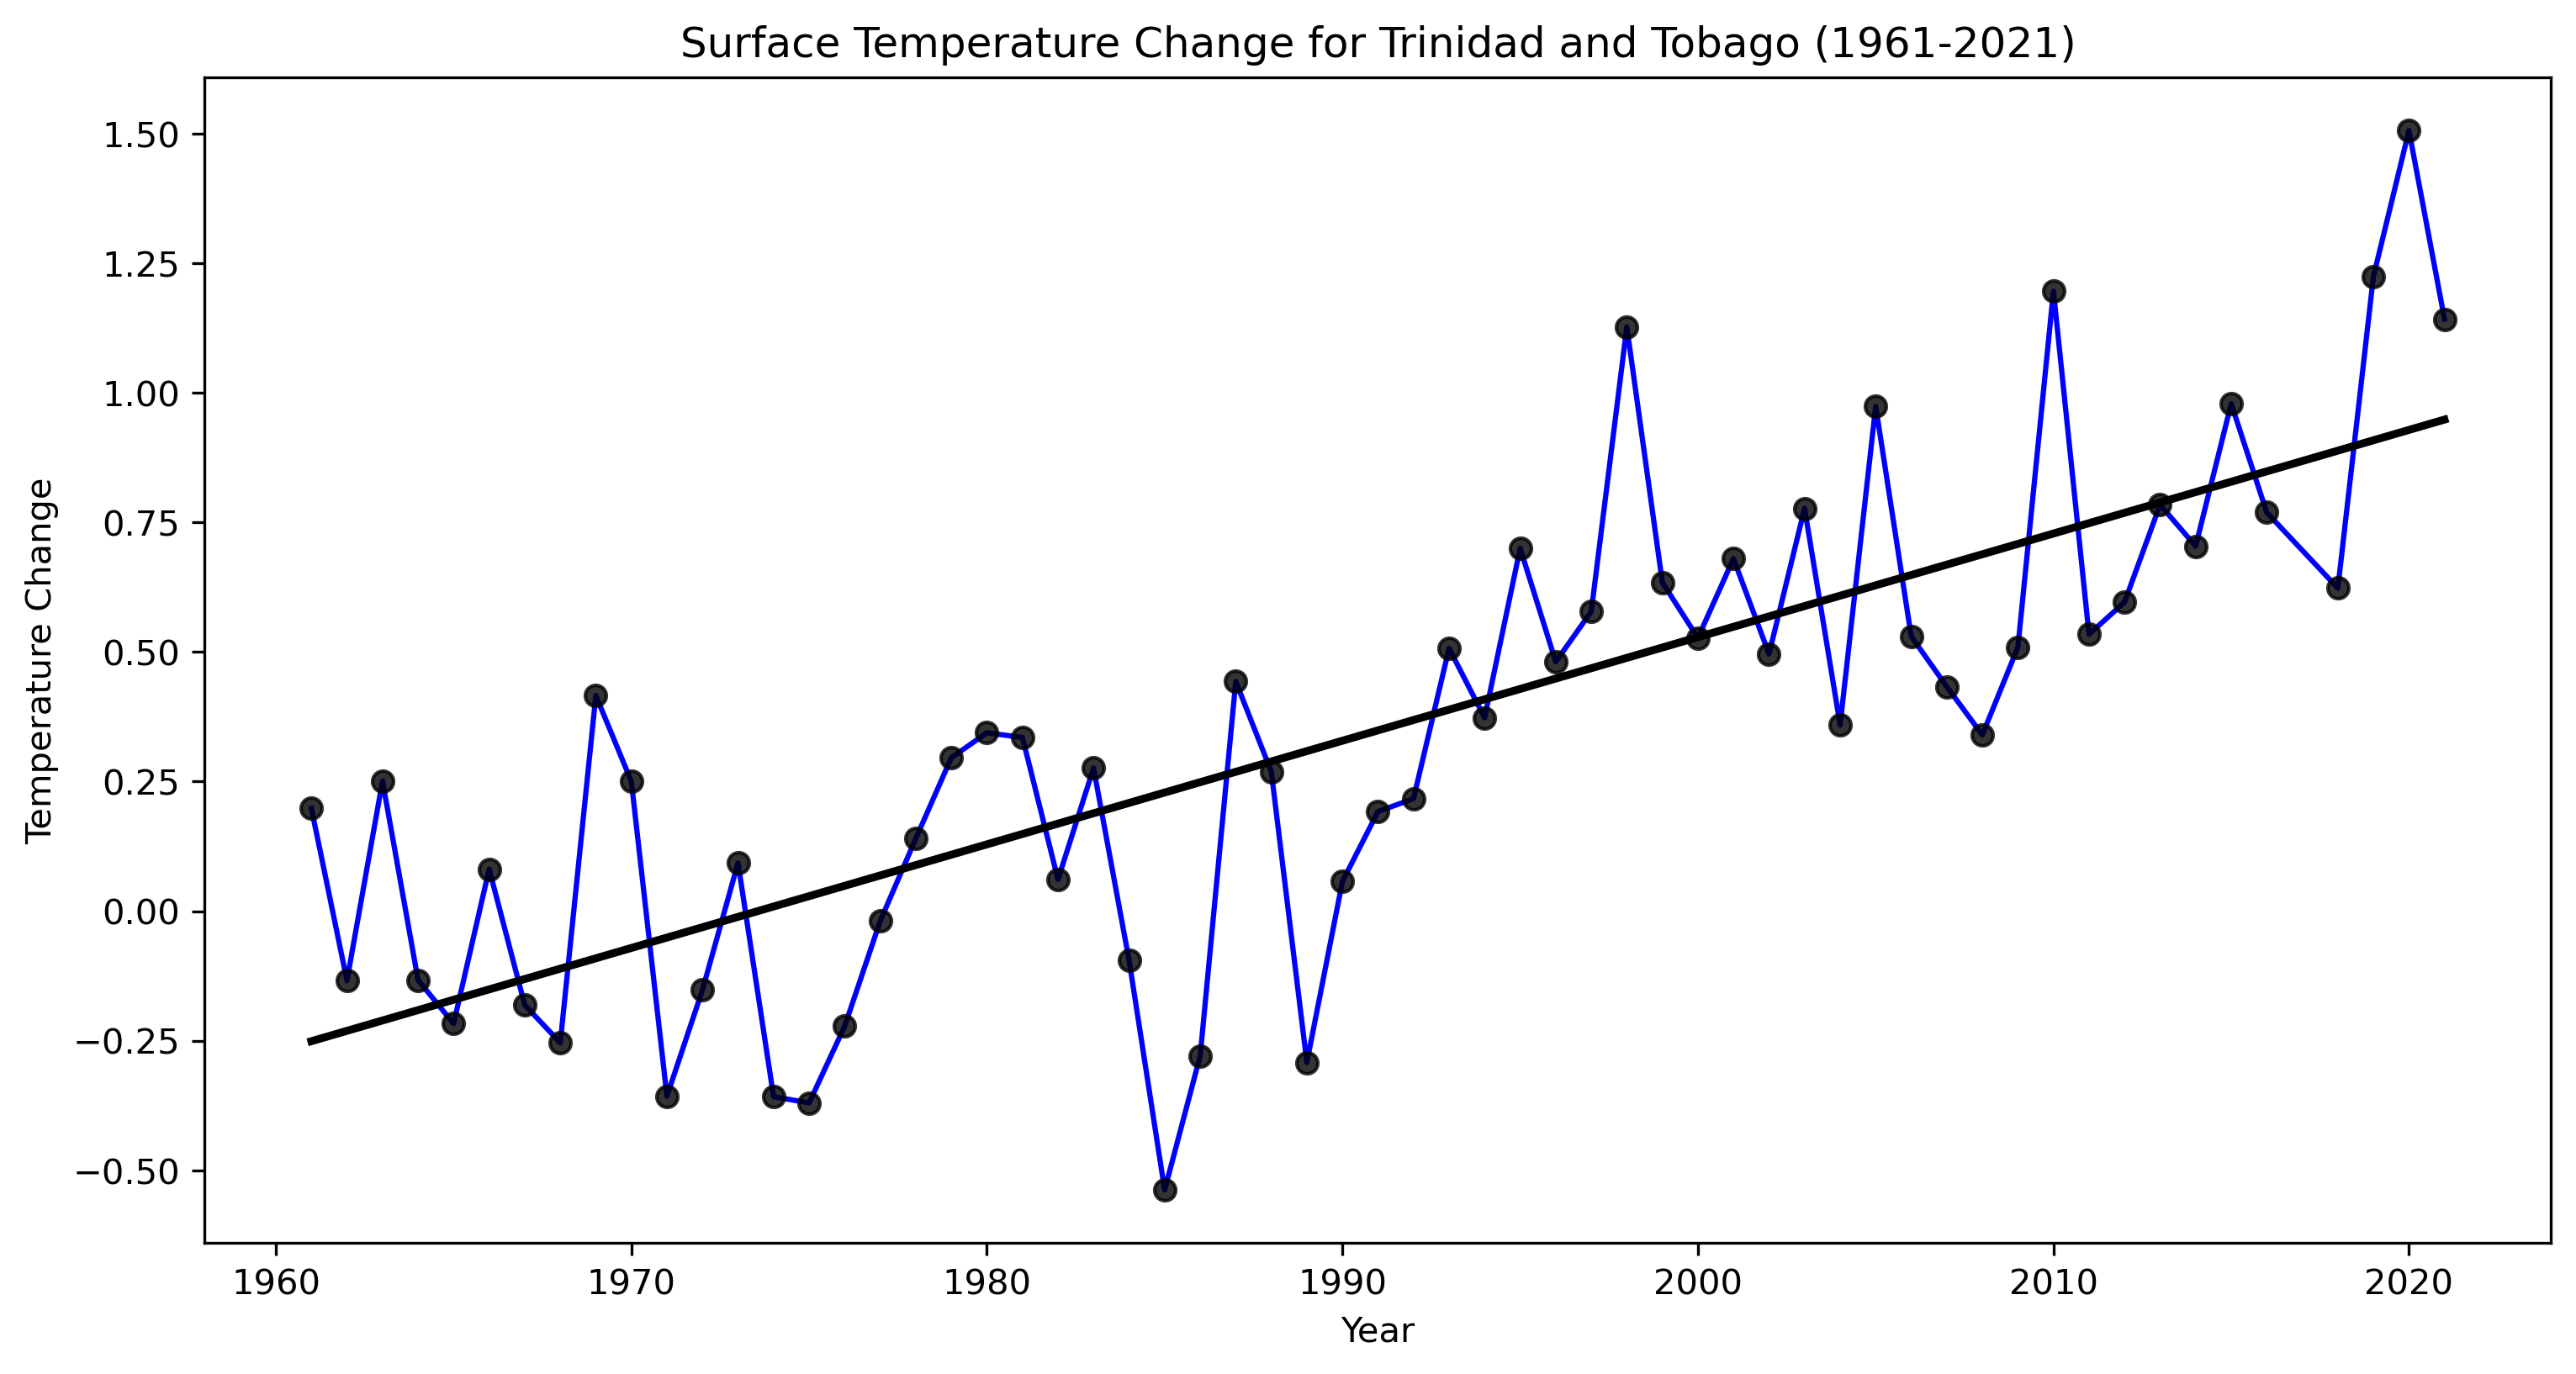 Surface Temperature Change for Trinidad and Tobago (1961-2021)
1.50
1.25
1.00
0.75
0.50
0.25
0.00
−0.25
−0.50
Temperature Change
1960 1970 1980 1990 2000 2010 2020
Year